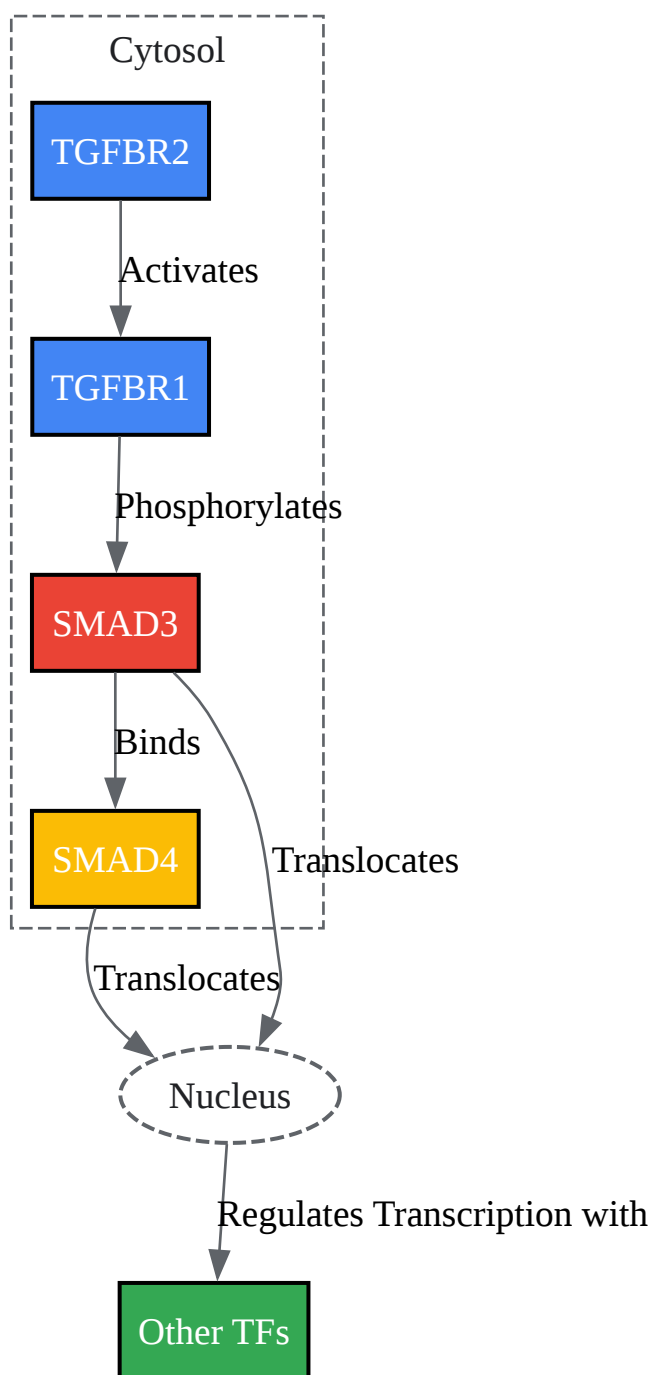 Cytosol
TGFBR2
Activates
TGFBR1
Phosphorylates
SMAD3
Binds
SMAD4
Translocates
Translocates
Nucleus
Regulates Transcription with
Other TFs